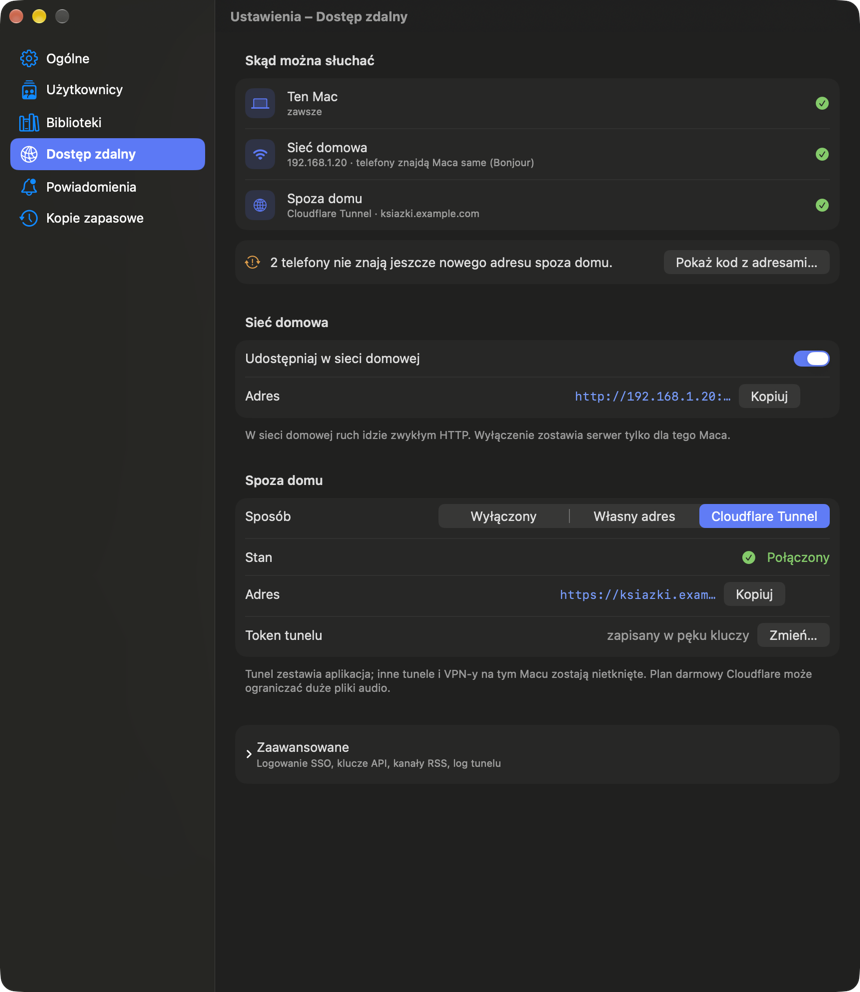 Ustawienia – Dostęp zdalny
Ogólne
Użytkownicy
Biblioteki
Dostęp zdalny
Powiadomienia
Kopie zapasowe
Skąd można słuchać
Ten Mac
zawsze
Sieć domowa
192.168.1.20 · telefony znajdą Maca same (Bonjour)
Spoza domu
Cloudflare Tunnel · ksiazki.example.com
2 telefony nie znają jeszcze nowego adresu spoza domu.
Pokaż kod z adresami...
Sieć domowa
Udostępniaj w sieci domowej
Adres
http://192.168.1.20:…
Kopiuj
W sieci domowej ruch idzie zwykłym HTTP. Wyłączenie zostawia serwer tylko dla tego Maca.
Spoza domu
Sposób
Wyłączony
Własny adres
Cloudflare Tunnel
Stan
Połączony
Adres
https://ksiazki.exam…
Kopiuj
Token tunelu
zapisany w pęku kluczy
Zmień...
Tunel zestawia aplikacja; inne tunele i VPN-y na tym Macu zostają nietknięte. Plan darmowy Cloudflare może
ograniczać duże pliki audio.
Zaawansowane
Logowanie SSO, klucze API, kanały RSS, log tunelu